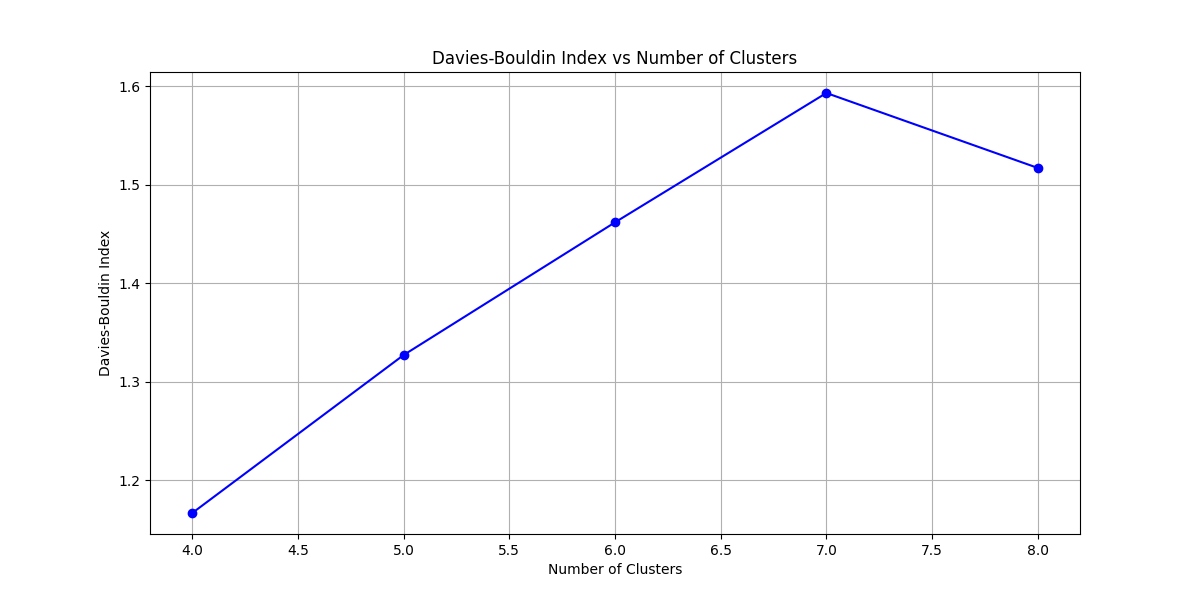 Davies-Bouldin Index vs Number of Clusters
Davies-Bouldin Index
1.6
1.5
1.4
1.3
1.2
4.0 4.5 5.0 5.5 6.0 6.5 7.0 7.5 8.0
Number of Clusters